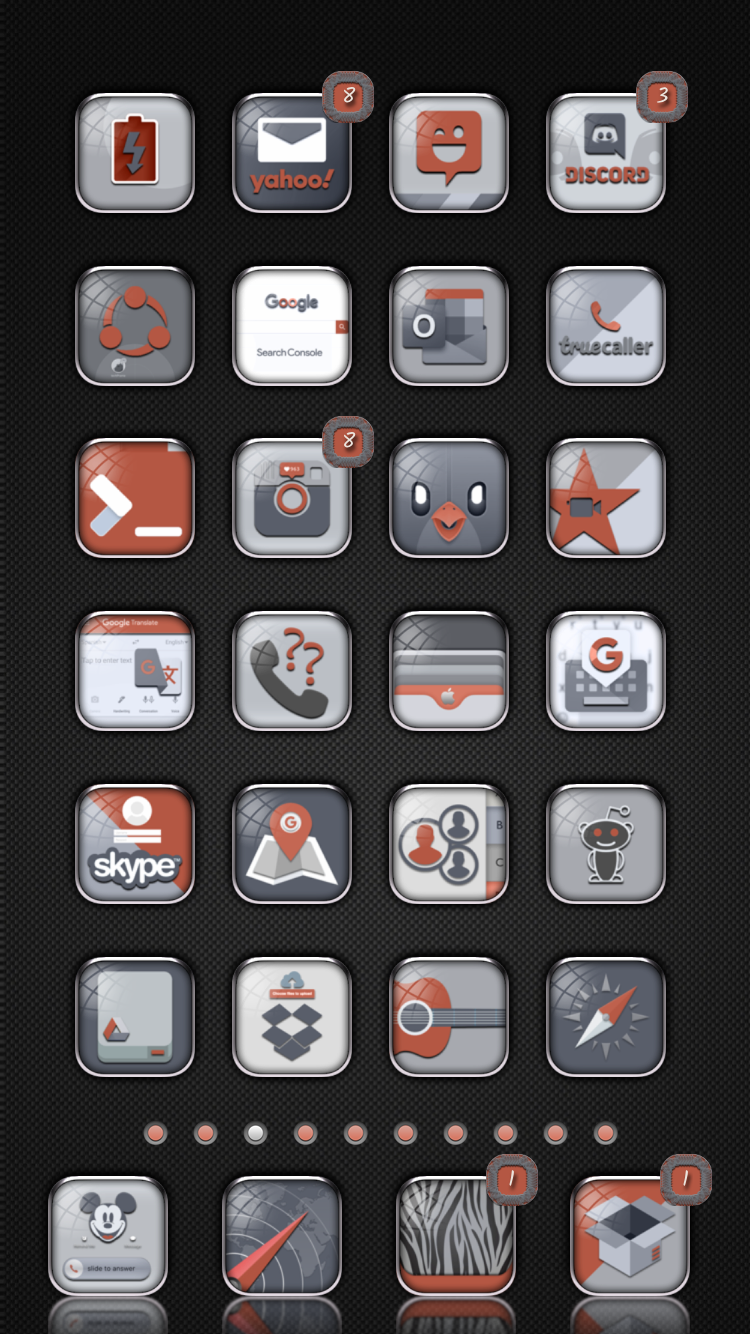 8
3
yahoo!
DISCORD
Google
Search Console
O
truecaller
8
Google Translate
English
Tap to enter text
G
文
??
G
skype
G
B
C
Choose files to upload
1
1
slide to answer